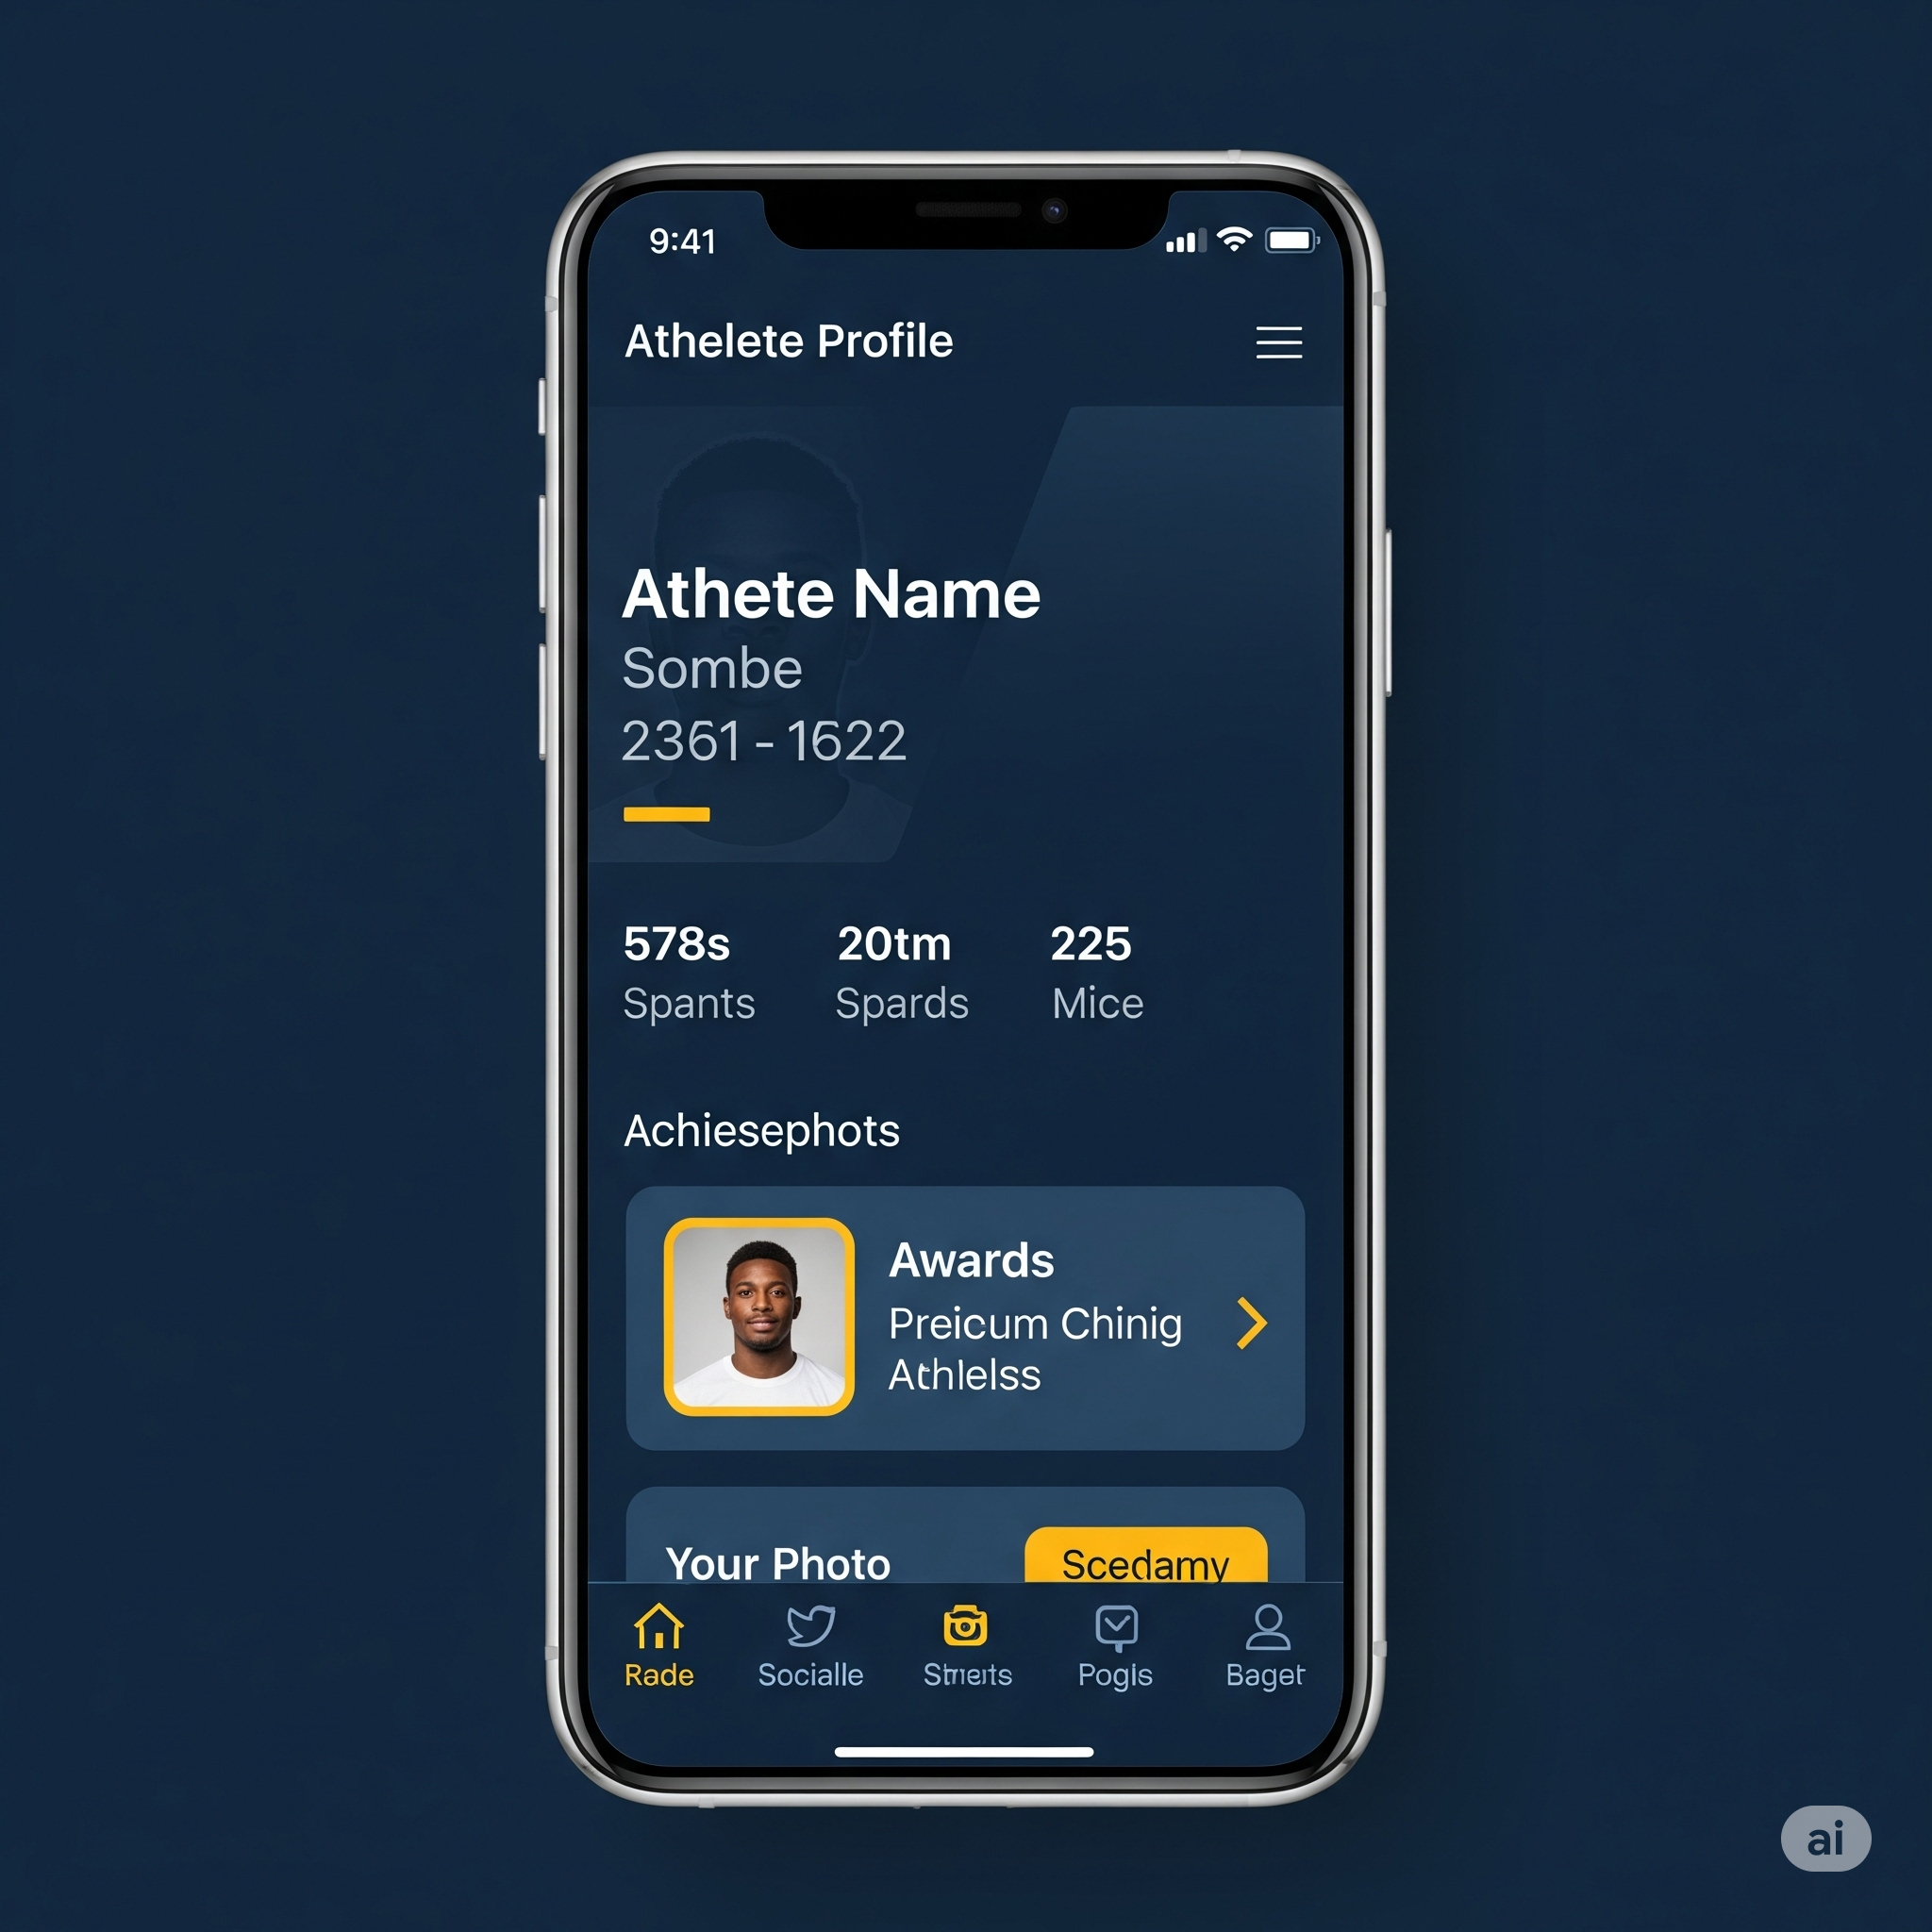 9:41
Athelete Profile
Athete Name
Sombe
2361 - 1622
578s 20tm 225
Spants Spards Mice
Achiesephots
Awards
Preicum Chinig
Athlelss
Your Photo Scedamy
Rade Socialle Pogls Baget
ai